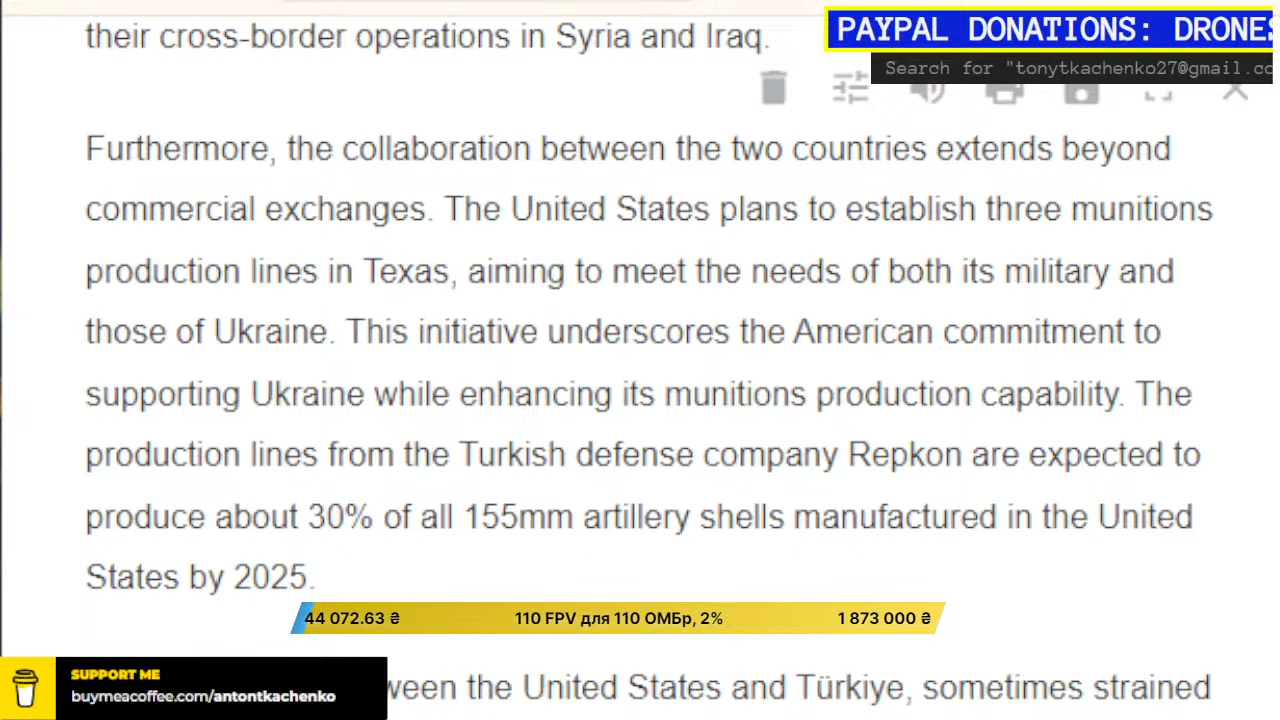 their cross-border operations in Syria and Iraq.
PAYPAL DONATIONS: DRONES
Search for "tonytkachenko27@gmail.co
Furthermore, the collaboration between the two countries extends beyond
commercial exchanges. The United States plans to establish three munitions
production lines in Texas, aiming to meet the needs of both its military and
those of Ukraine. This initiative underscores the American commitment to
supporting Ukraine while enhancing its munitions production capability. The
production lines from the Turkish defense company Repkon are expected to
produce about 30% of all 155mm artillery shells manufactured in the United
States by 2025.
44 072.63 ₴ 110 FPV для 110 ОМБр, 2% 1 873 000 ₴
SUPPORT ME
buymeacoffee.com/antontkachenko
ween the United States and Türkiye, sometimes strained